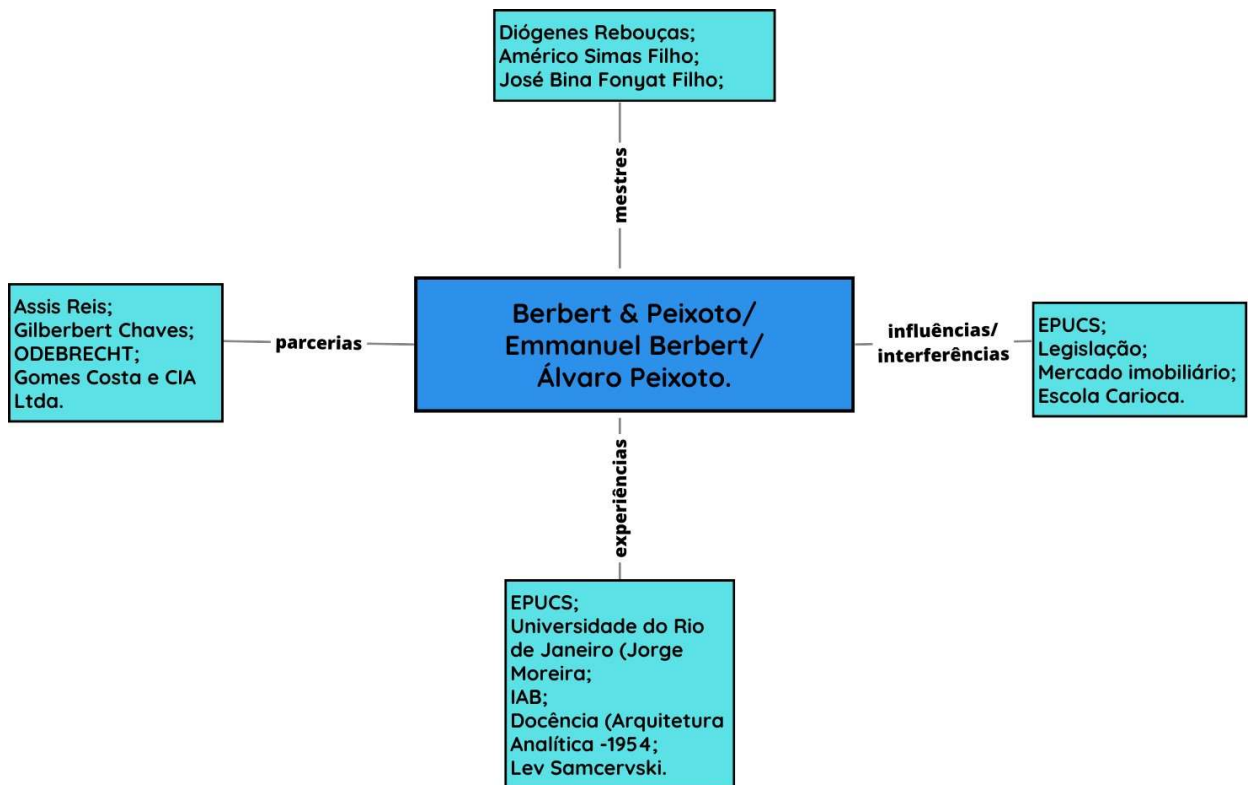 Diógenes Rebouças;
Américo Simas Filho;
José Bina Fonyat Filho;
mestres
Assis Reis;
Gilberbert Chaves;
ODEBRECHT;
Gomes Costa e CIA
Ltda.
parcerias
Berbert & Peixoto/
Emmanuel Berbert/
Álvaro Peixoto.
influências/
interferências
EPUCS;
Legislação;
Mercado imobiliário;
Escola Carioca.
experiências
EPUCS;
Universidade do Rio
de Janeiro (Jorge
Moreira;
IAB;
Docência (Arquitetura
Analítica -1954;
Lev Samcervski.